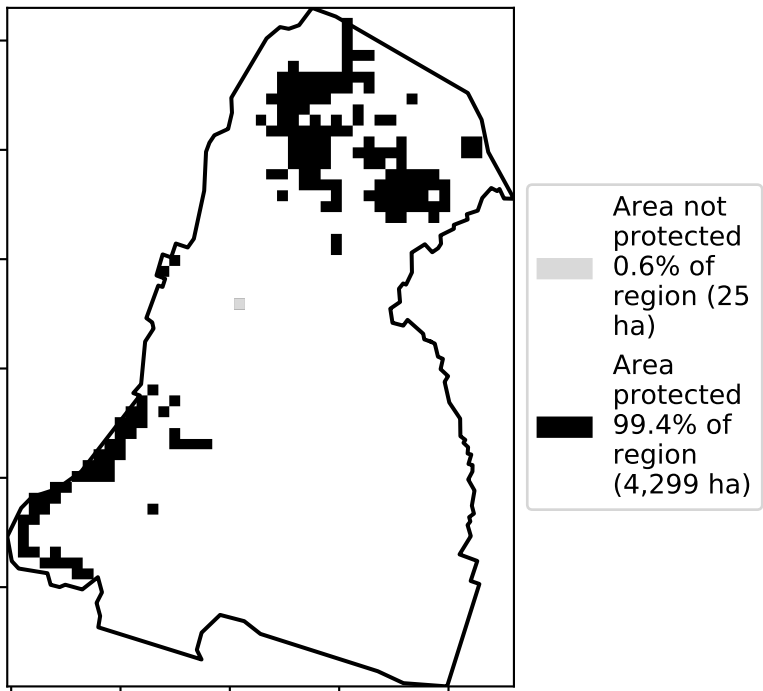 Area not
protected
0.6% of
region (25
ha)
Area
protected
99.4% of
region
(4,299 ha)